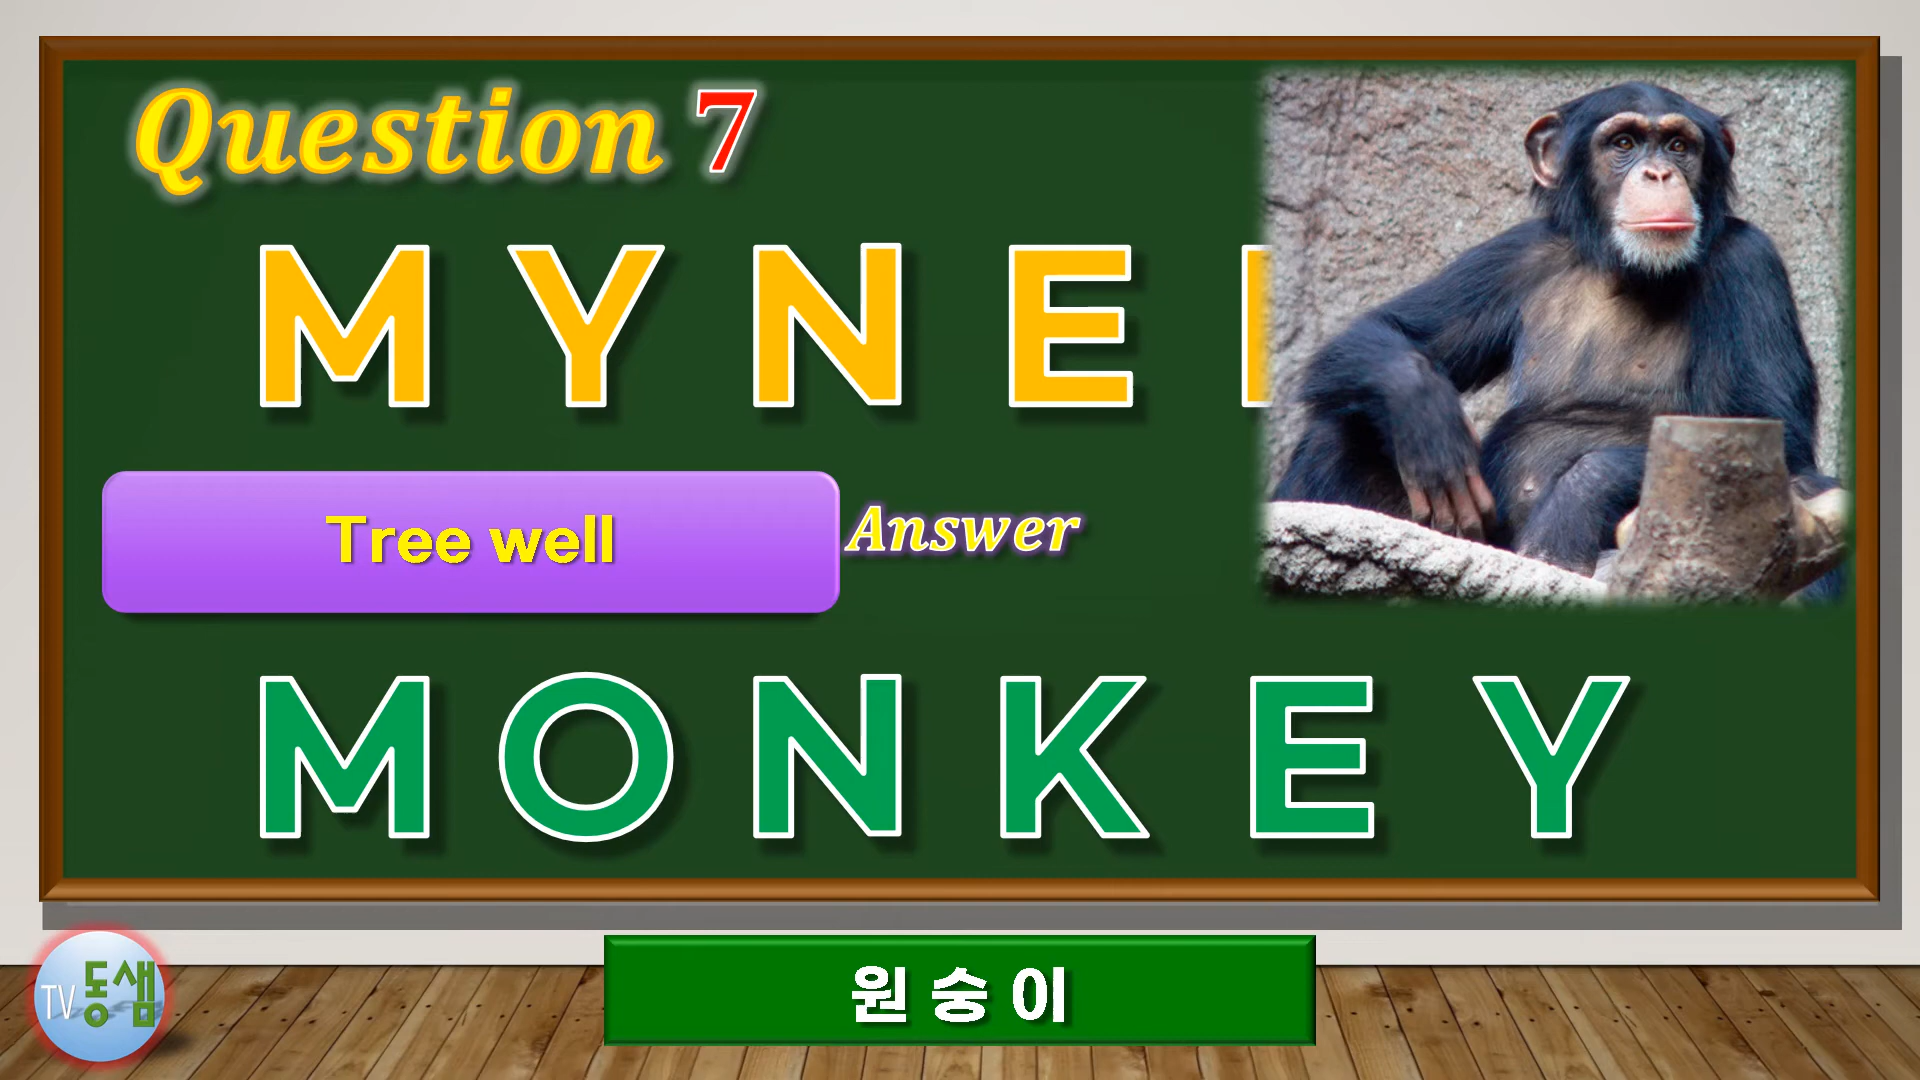 Question 7
M Y N E
Tree well
Answer
M O N K E Y
원 숭 이
TV 동샘